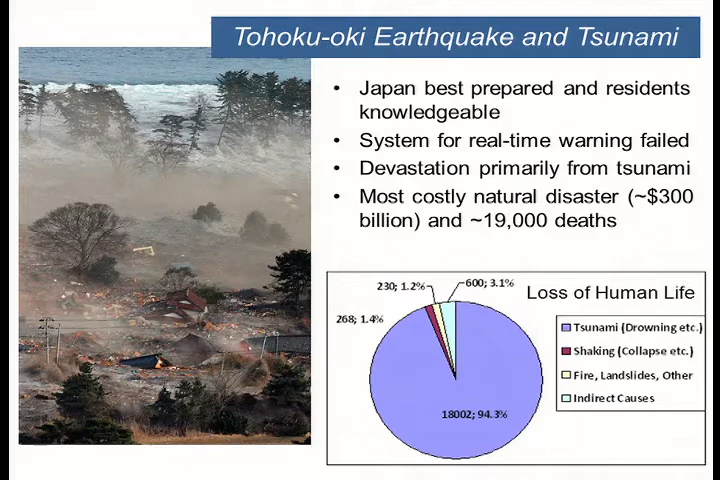 Tohoku-oki Earthquake and Tsunami
• Japan best prepared and residents
knowledgeable
• System for real-time warning failed
• Devastation primarily from tsunami
• Most costly natural disaster (~$300
billion) and ~19,000 deaths
Loss of Human Life
230; 1.2%
600; 3.1%
268; 1.4%
18002; 94.3%
Tsunami (Drowning etc.)
Shaking (Collapse etc.)
Fire, Landslides, Other
Indirect Causes